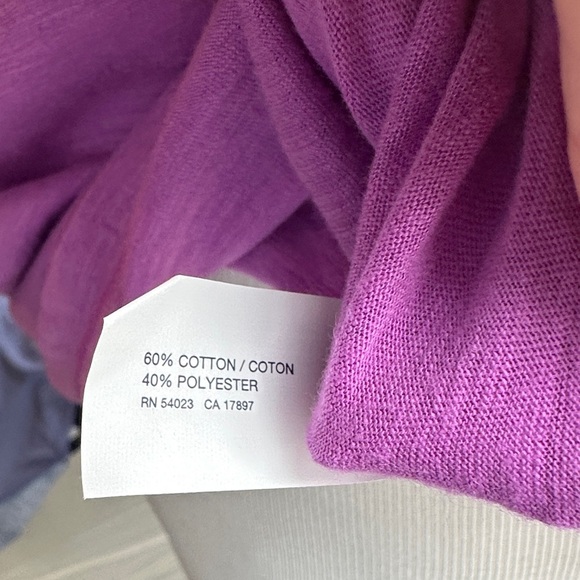 60% COTTON / COTON
40% POLYESTER
RN 54023 CA 17897